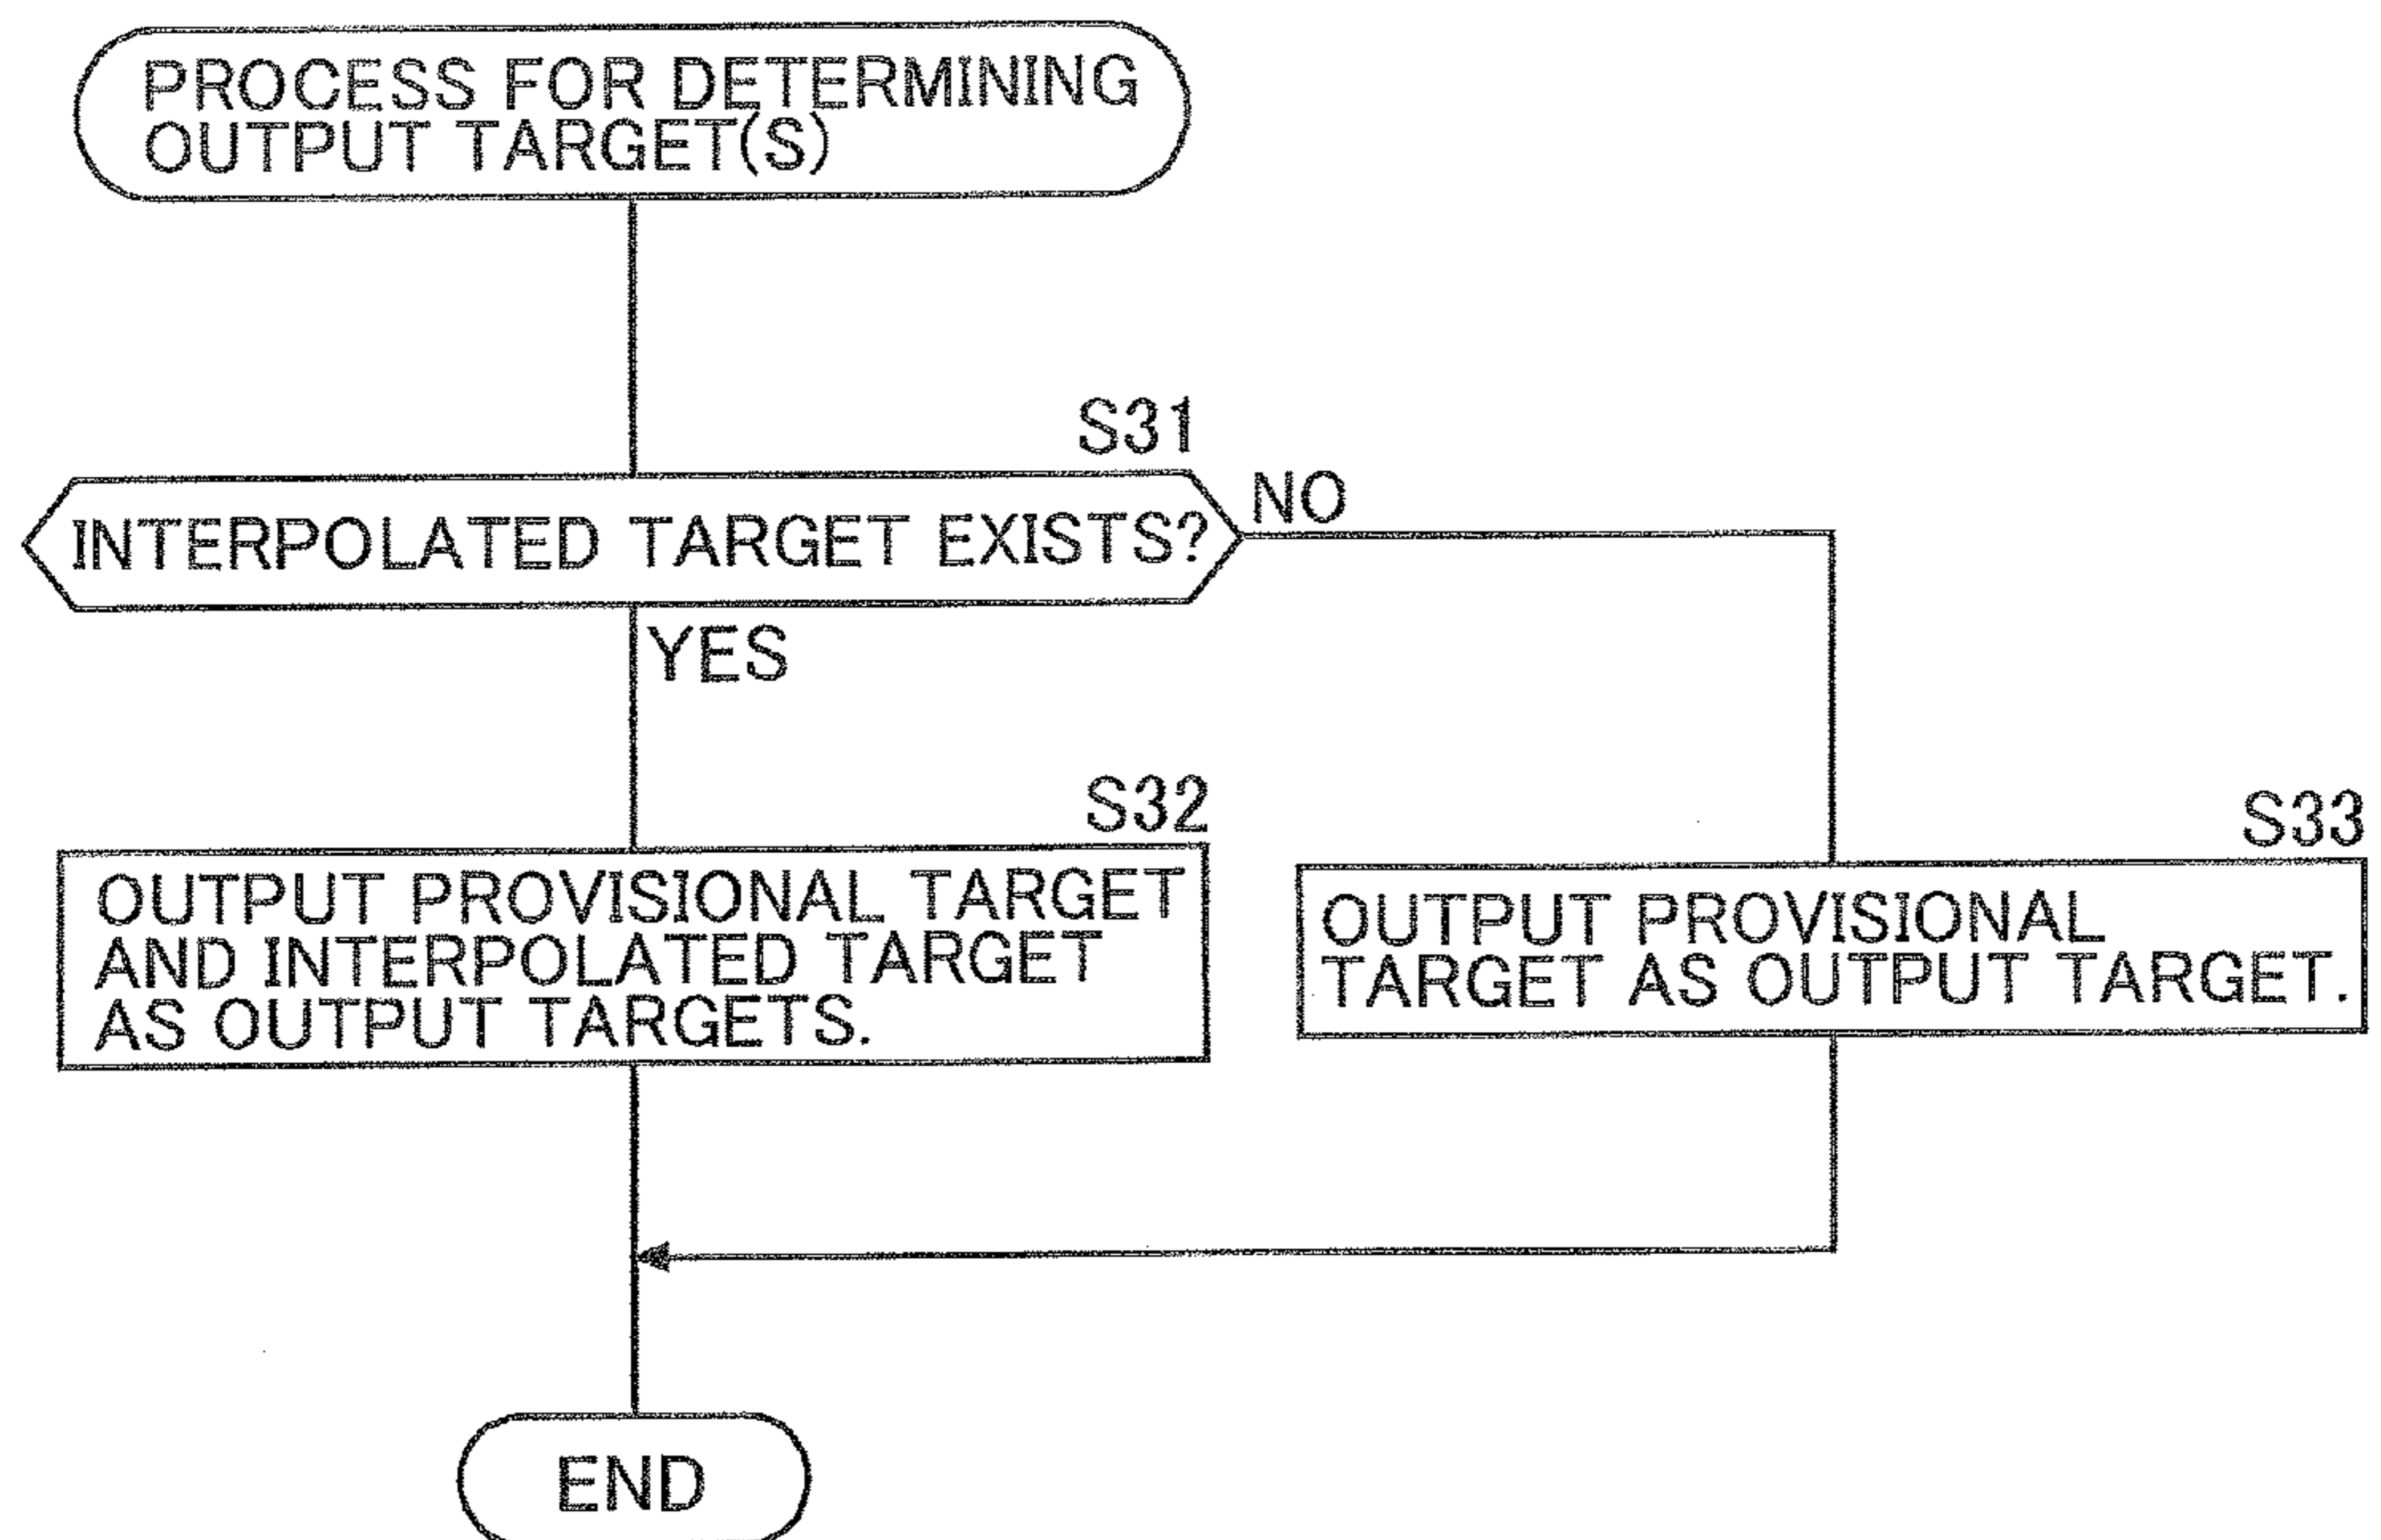 PROCESS FOR DETERMINING
OUTPUT TARGET(S)
S31
INTERPOLATED TARGET EXISTS?
NO
YES
S32
OUTPUT PROVISIONAL TARGET
AND INTERPOLATED TARGET
AS OUTPUT TARGETS.
S33
OUTPUT PROVISIONAL
TARGET AS OUTPUT TARGET.
END